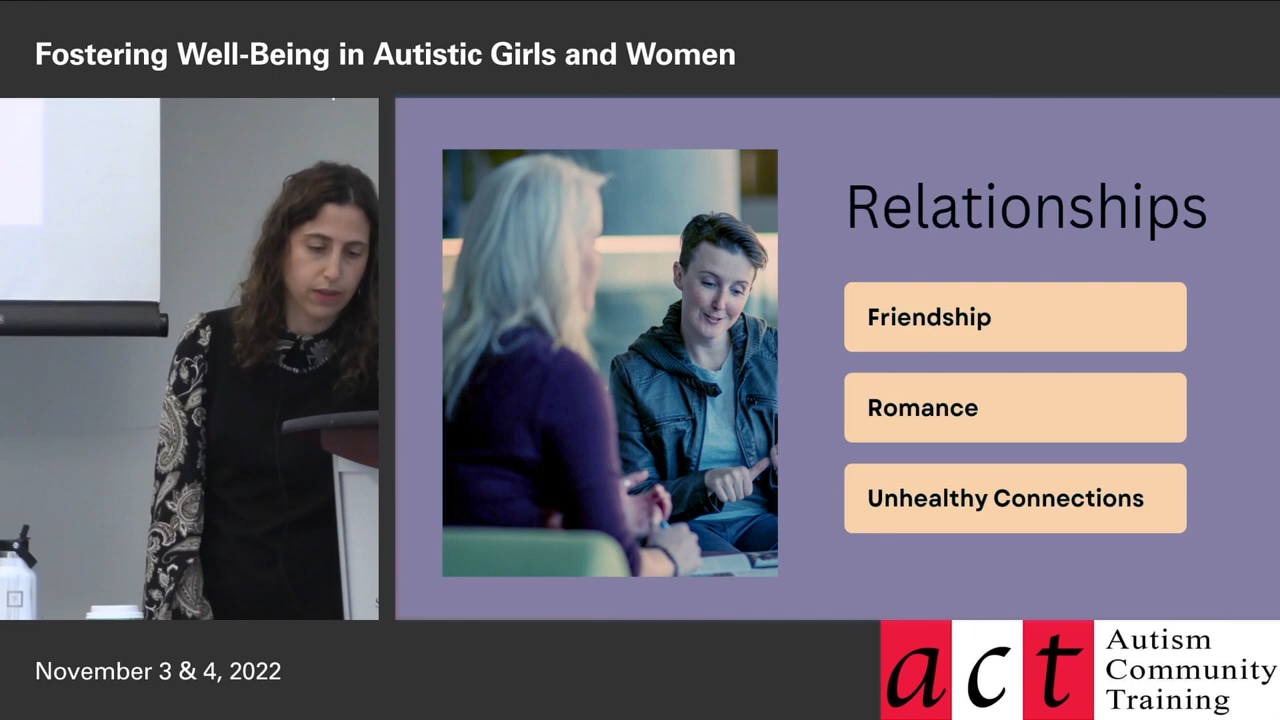 Fostering Well-Being in Autistic Girls and Women
Relationships
Friendship
Romance
Unhealthy Connections
November 3 & 4, 2022
act
Autism
Community
Training